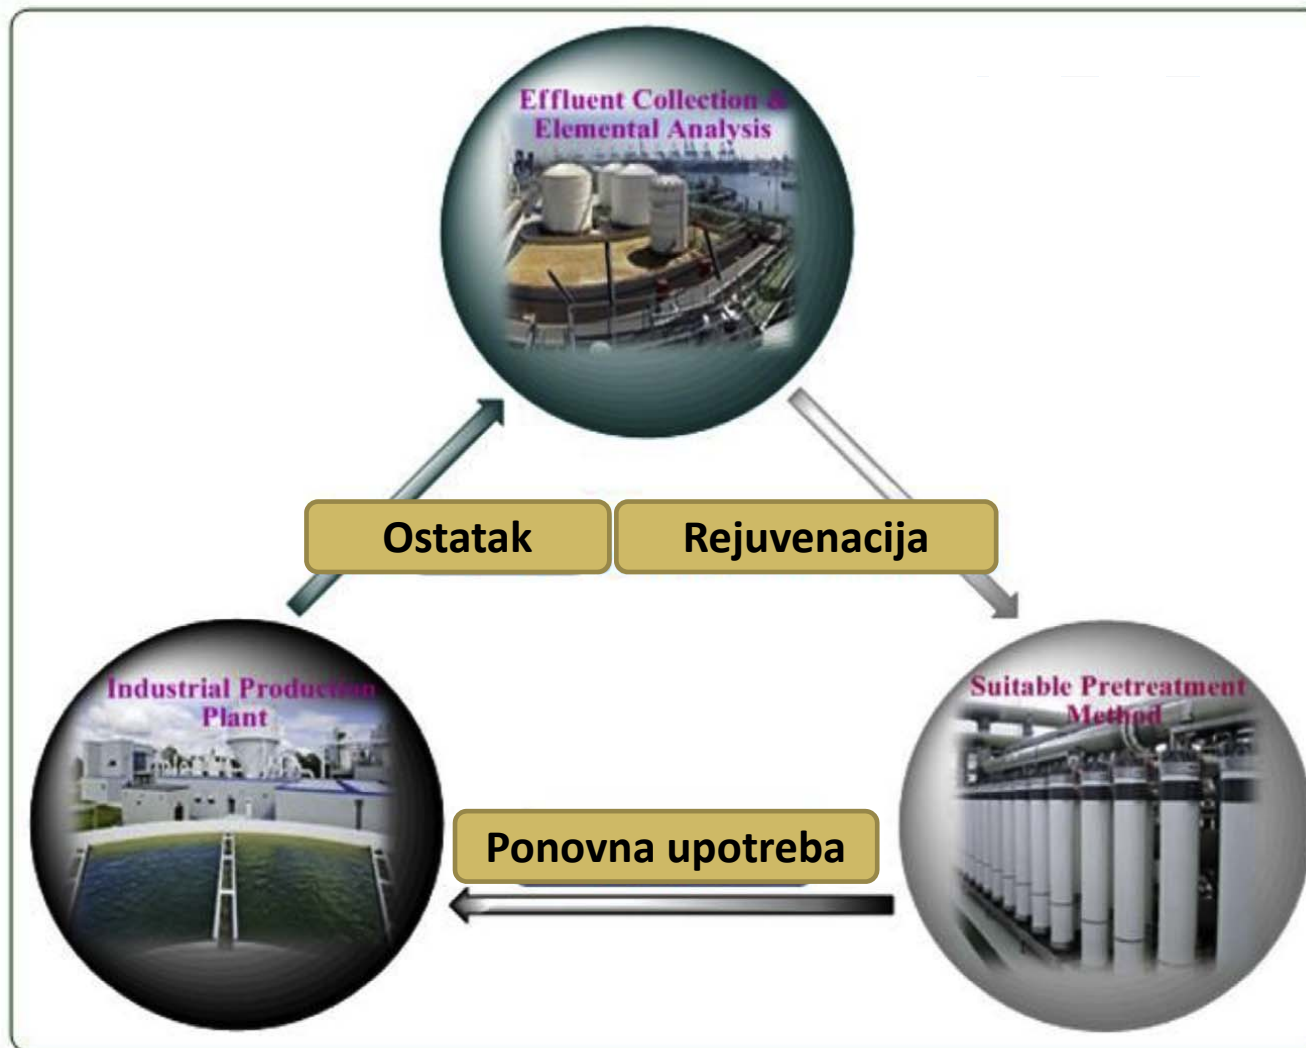 Effluent Collection &
Elemental Analysis
Ostatak
Rejuvenacija
Industrial Production
Plant
Suitable Pretreatment
Method
Ponovna upotreba